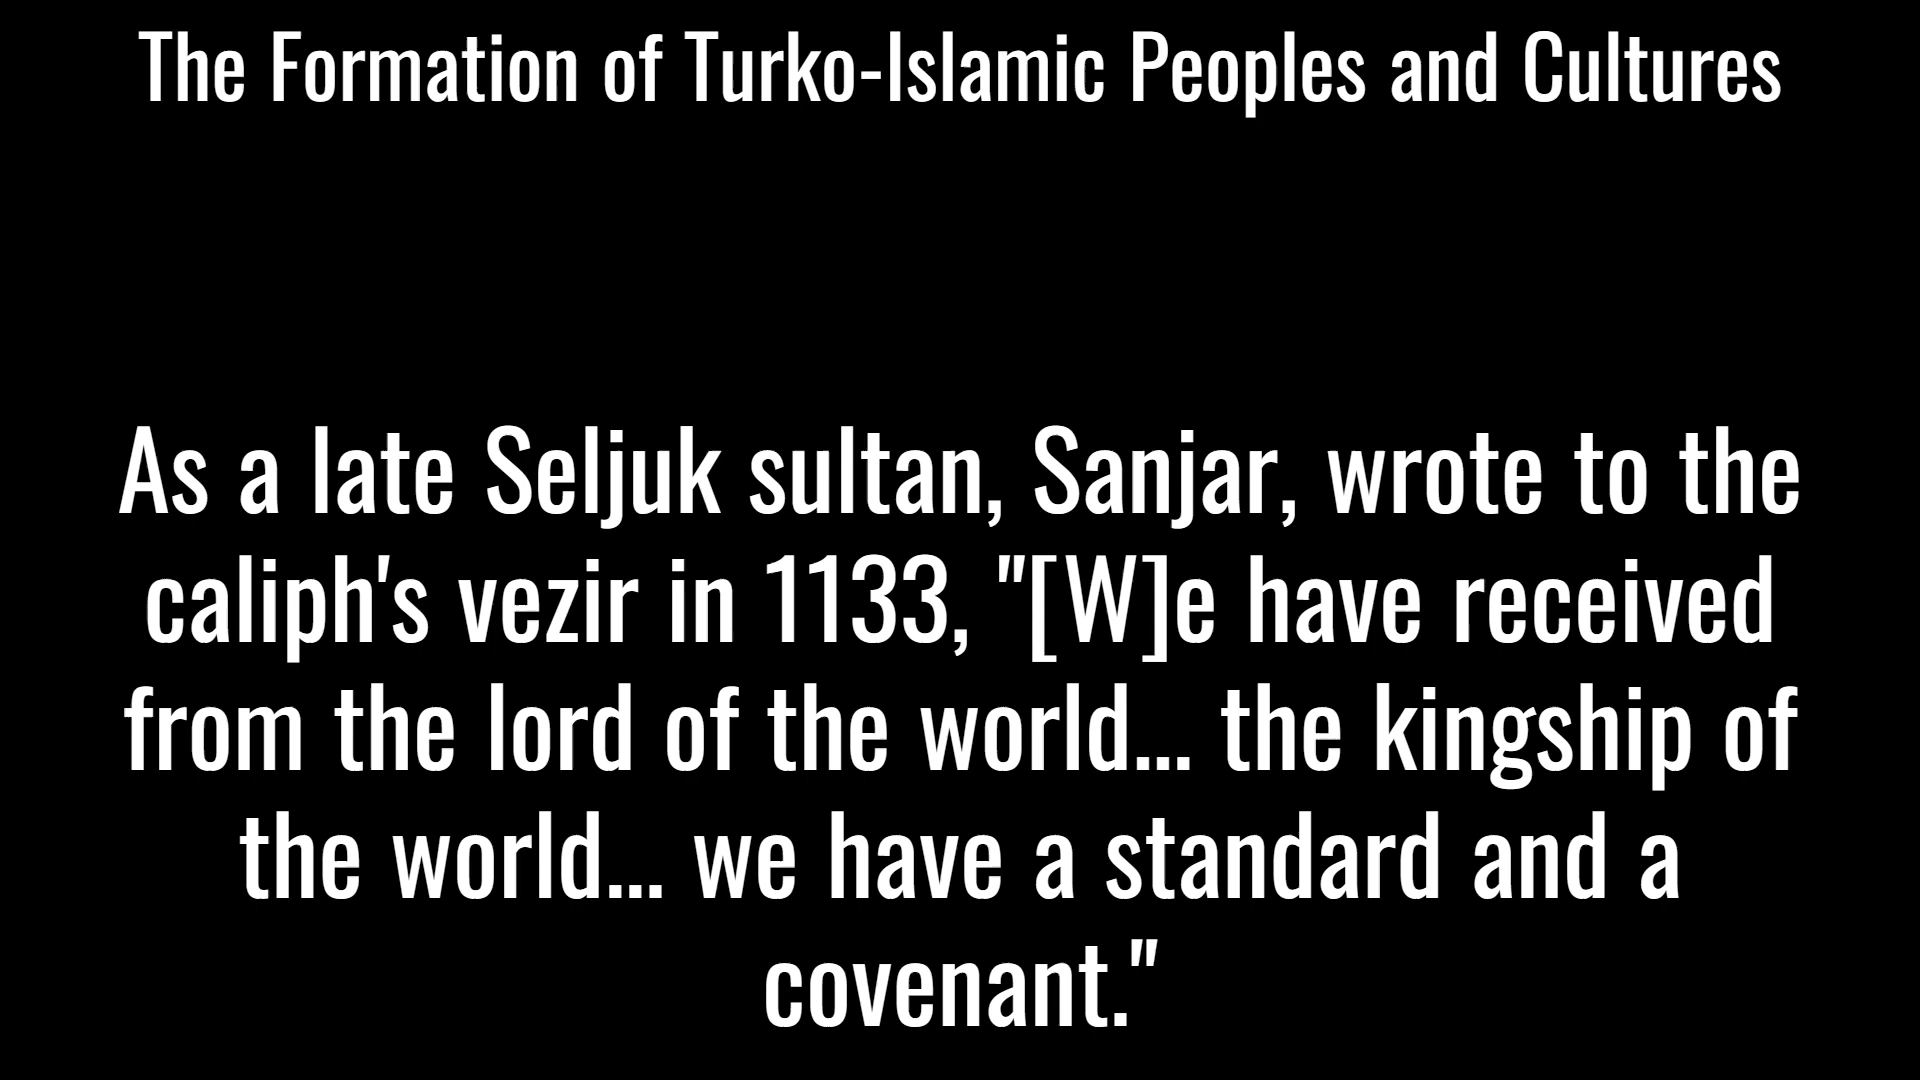 The Formation of Turko-Islamic Peoples and Cultures
As a late Seljuk sultan, Sanjar, wrote to the
caliph's vezir in 1133, "[W]e have received
from the lord of the world... the kingship of
the world... we have a standard and a
covenant."